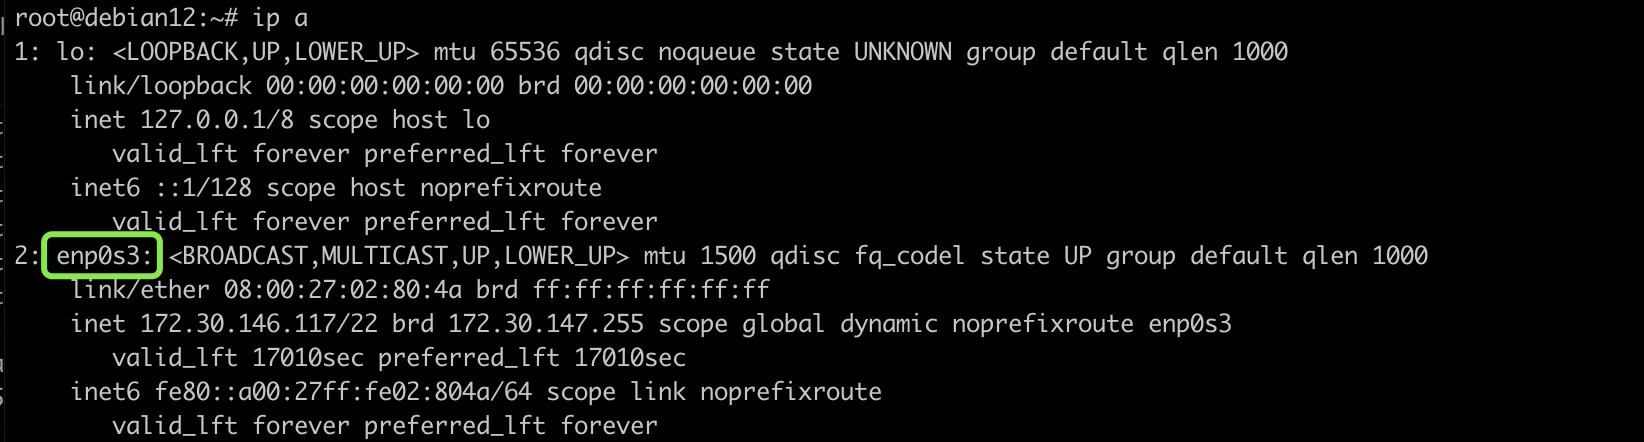 root@debian12:~# ip a
1: lo: <LOOPBACK,UP,LOWER_UP> mtu 65536 qdisc noqueue state UNKNOWN group default qlen 1000
    link/loopback 00:00:00:00:00:00 brd 00:00:00:00:00:00
    inet 127.0.0.1/8 scope host lo
       valid_lft forever preferred_lft forever
    inet6 ::1/128 scope host noprefixroute
       valid_lft forever preferred_lft forever
2: enp0s3: <BROADCAST,MULTICAST,UP,LOWER_UP> mtu 1500 qdisc fq_codel state UP group default qlen 1000
    link/ether 08:00:27:02:80:4a brd ff:ff:ff:ff:ff:ff
    inet 172.30.146.117/22 brd 172.30.147.255 scope global dynamic noprefixroute enp0s3
       valid_lft 17010sec preferred_lft 17010sec
    inet6 fe80::a00:27ff:fe02:804a/64 scope link noprefixroute
       valid_lft forever preferred_lft forever